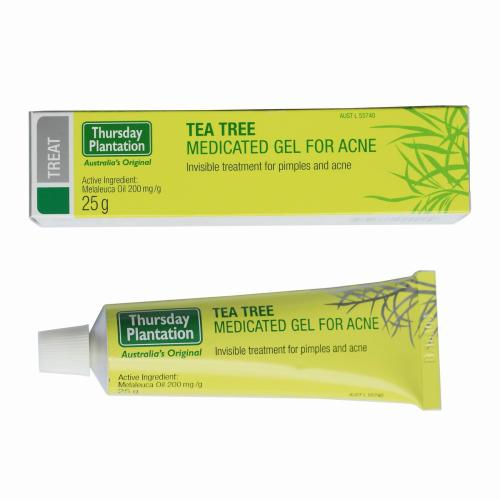 TREAT
Thursday
Plantation
Australia's Original
Active Ingredient:
Melaleuca Oil 200 mg/g
25 g
AUST L 55740
TEA TREE
MEDICATED GEL FOR ACNE
Invisible treatment for pimples and acne
Thursday
Plantation
Australia's Original
Active Ingredient:
Melaleuca Oil 200 mg/g
25 g
TEA TREE
MEDICATED GEL FOR ACNE
Invisible treatment for pimples and acne
AUST L 55740